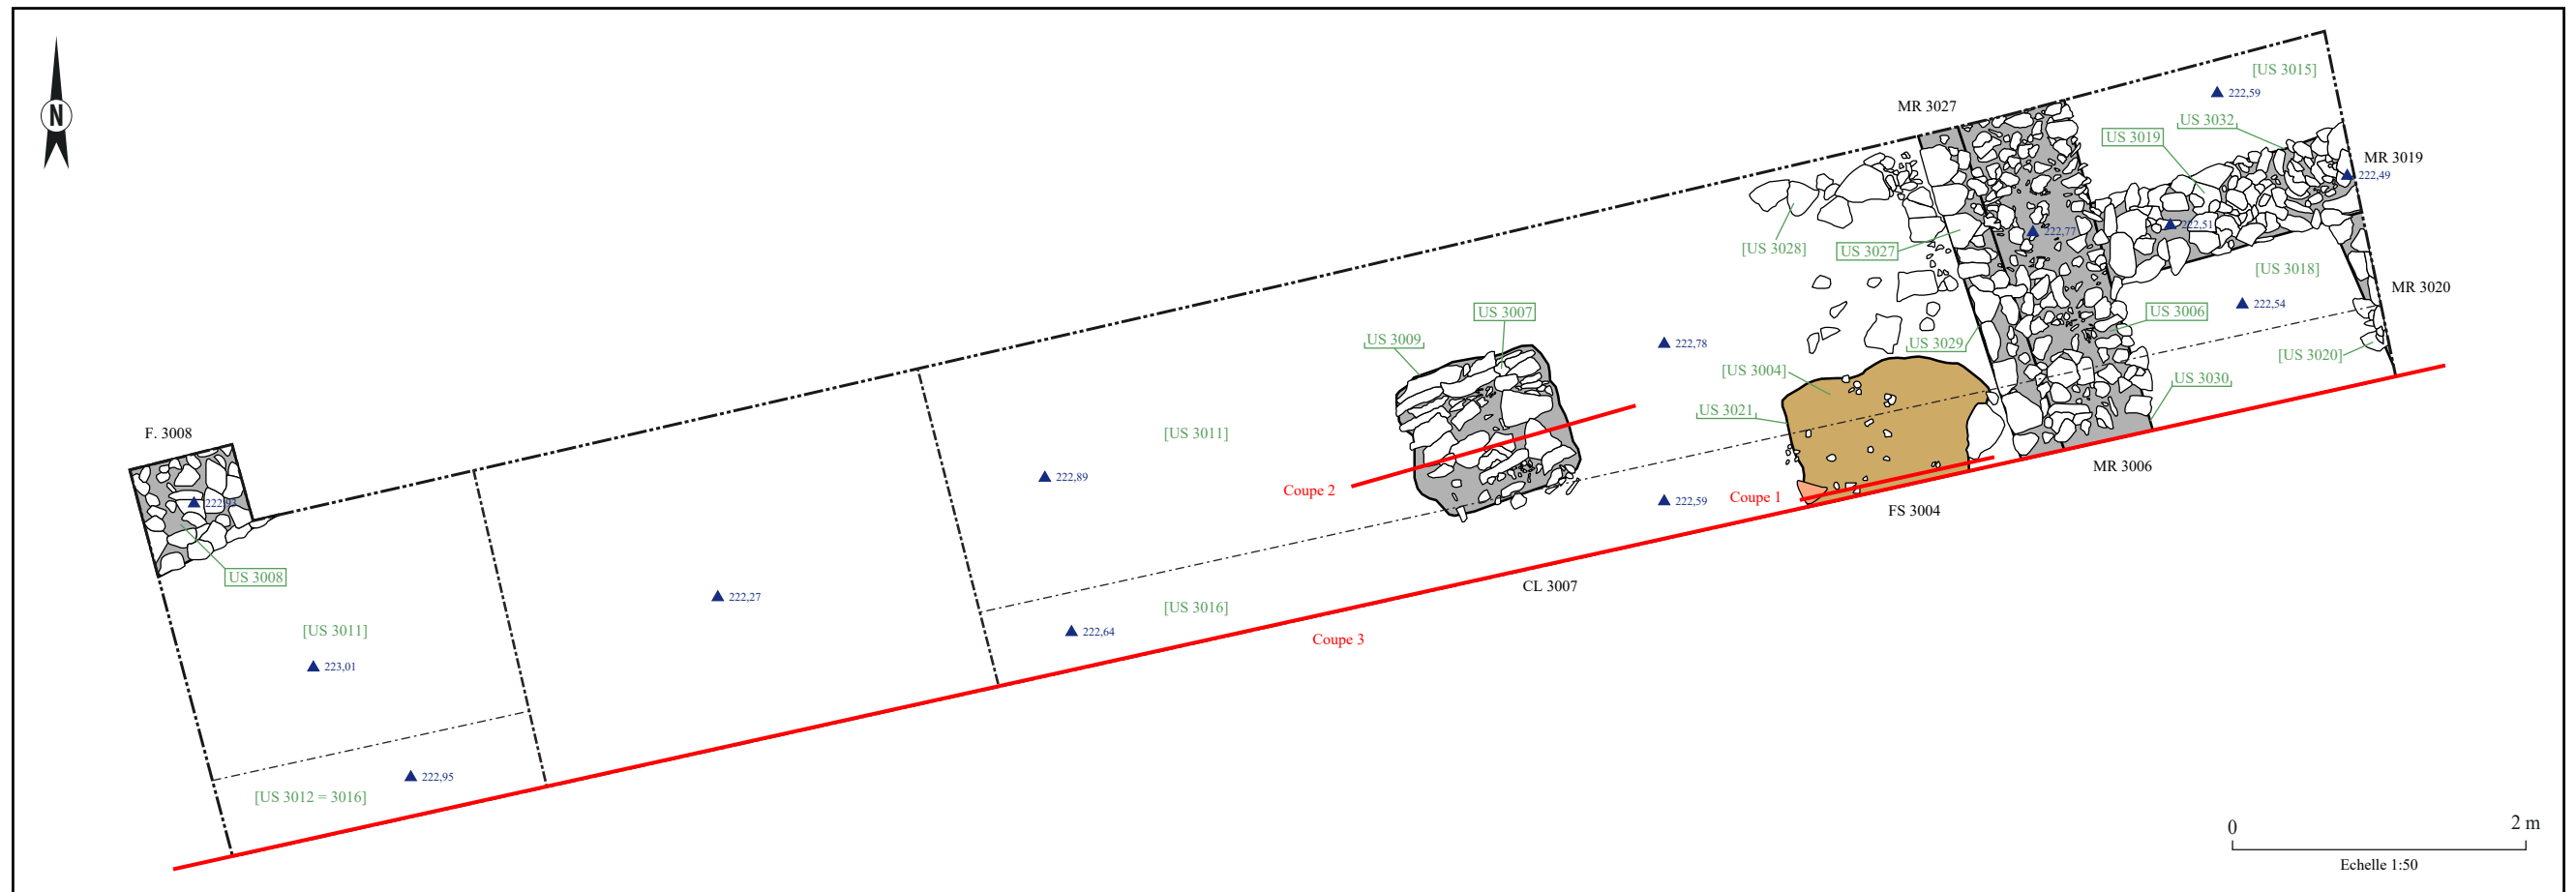 N
[US 3015]
222,59
MR 3027
US 3032
US 3019
MR 3019
222,49
222,51
222,77
[US 3028]
US 3027
[US 3018]
MR 3020
222,54
US 3007
US 3006
US 3009
222,78
US 3029
[US 3020]
[US 3004]
US 3030
US 3021
F. 3008
[US 3011]
MR 3006
222,89
Coupe 2
Coupe 1
222,93
222,59
FS 3004
US 3008
CL 3007
222,27
[US 3016]
[US 3011]
222,64
Coupe 3
223,01
222,95
[US 3012 = 3016]
0
2 m
Echelle 1:50